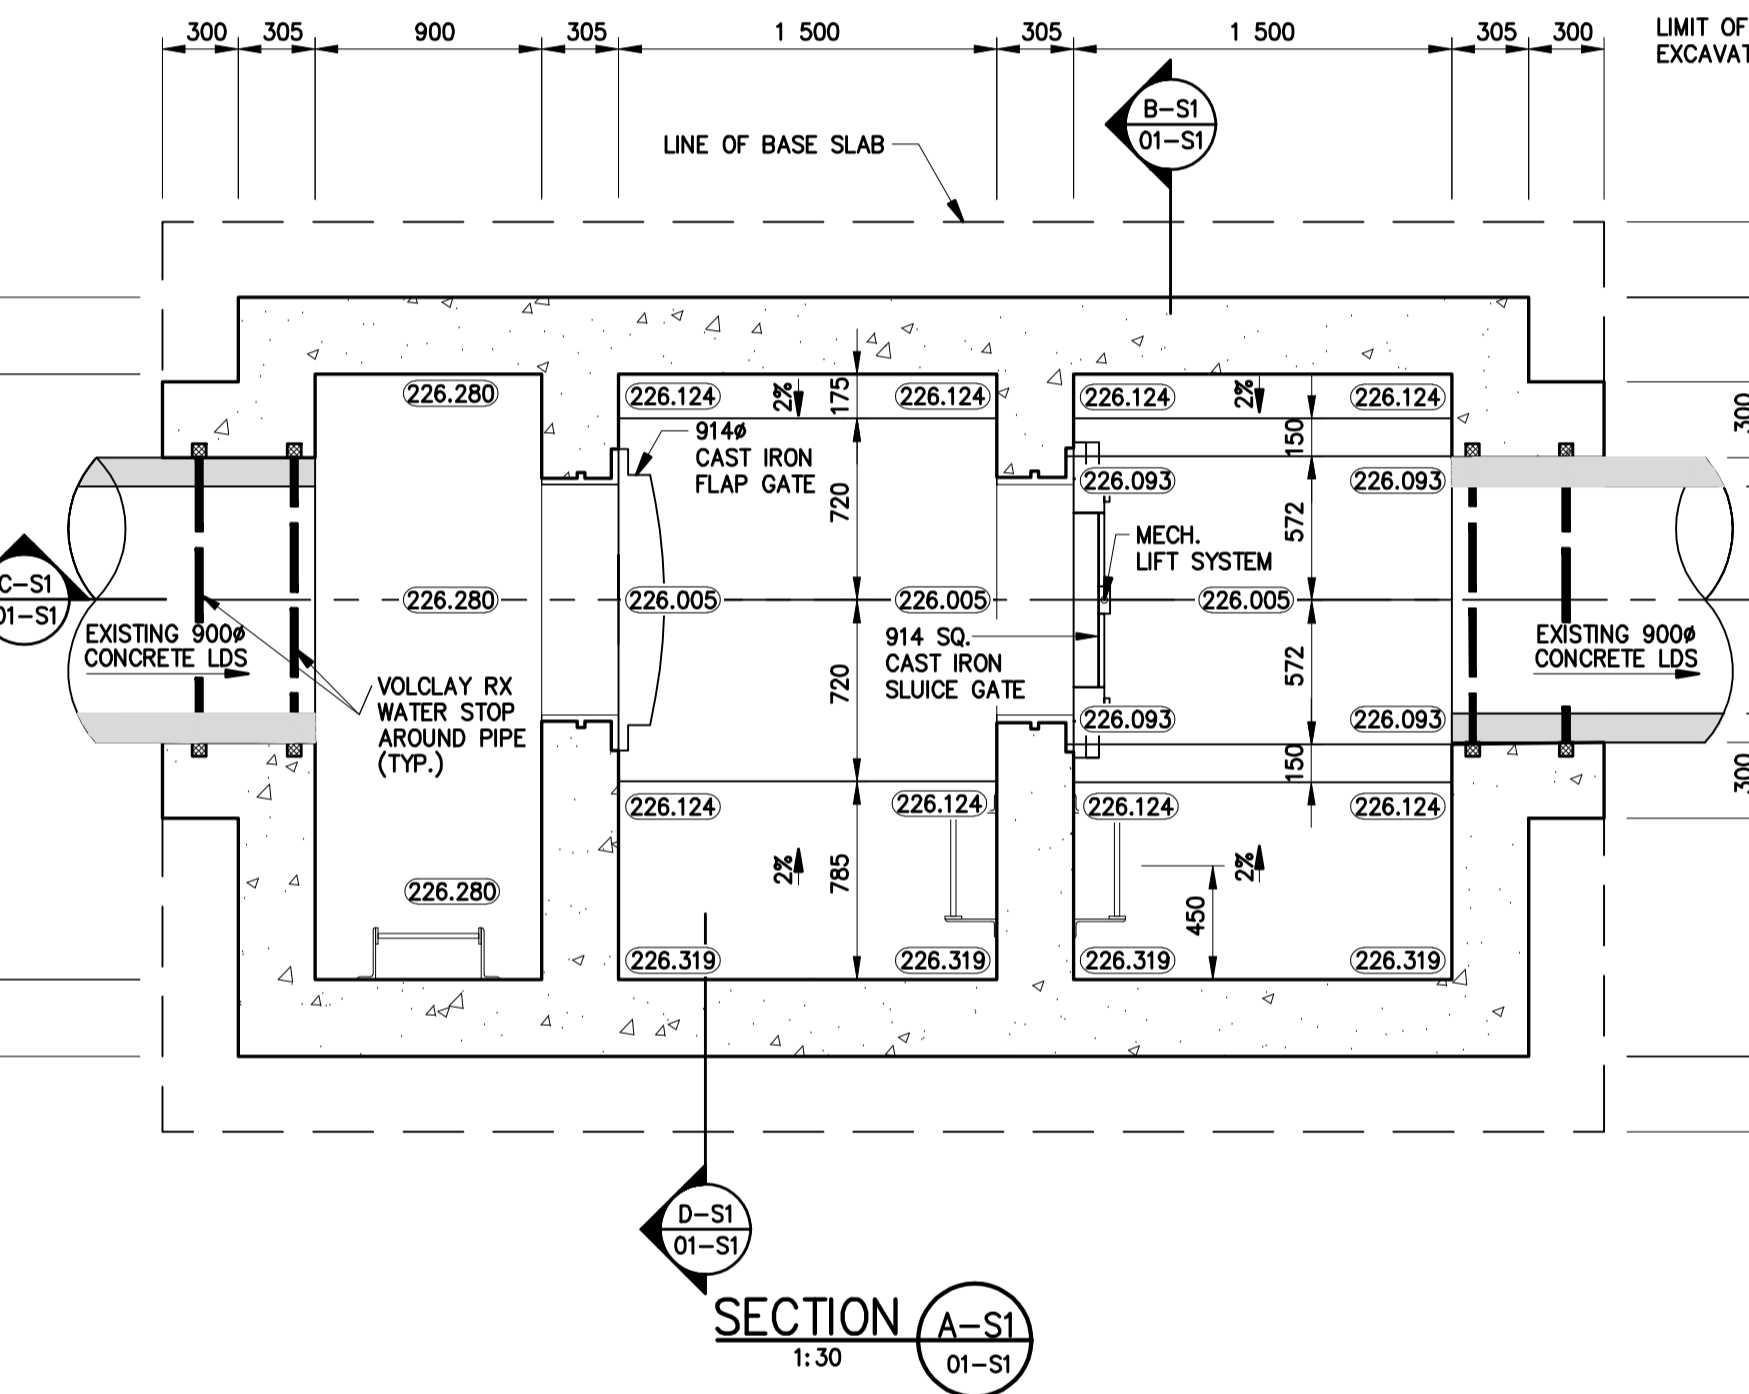 300 305 900 305 1 500 305 1 500 305 300
LIMIT OF
EXCAVAT
B-S1
01-S1
LINE OF BASE SLAB
226.280
226.124
2%
175
226.124
226.124
2%
226.124
150
914ø
CAST IRON
FLAP GATE
720
226.093
226.093
572
300
MECH.
LIFT SYSTEM
C-S1
01-S1
226.280
226.005
226.005
226.005
EXISTING 900ø
CONCRETE LDS
914 SQ.
CAST IRON
SLUICE GATE
EXISTING 900ø
CONCRETE LDS
VOLCLAY RX
WATER STOP
AROUND PIPE
(TYP.)
720
226.093
226.093
572
150
300
226.124
226.124
226.124
226.124
2%
785
2%
450
226.280
226.319
226.319
226.319
226.319
D-S1
01-S1
SECTION
1:30
A-S1
01-S1